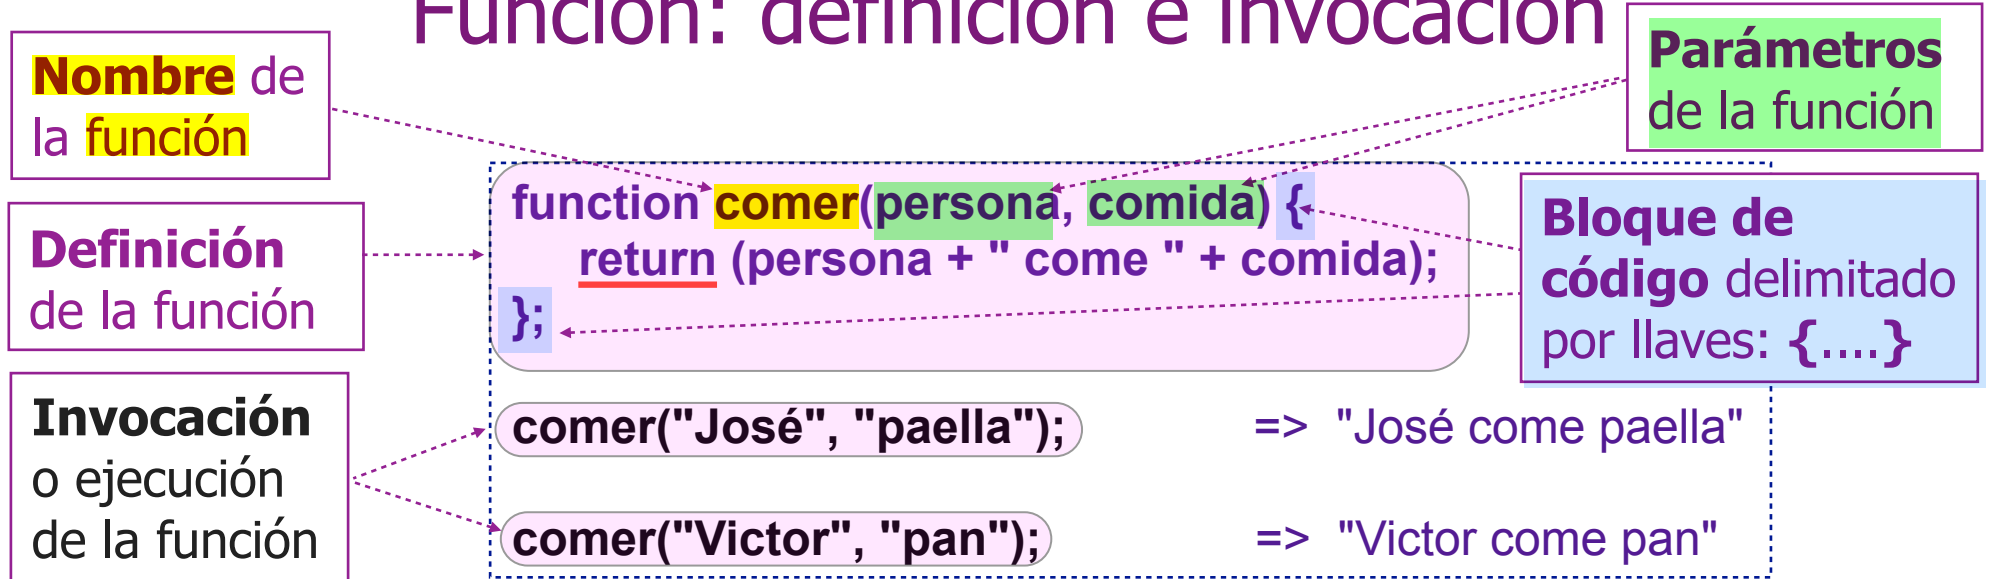 Función: definición e invocación
Nombre de
la función
Parámetros
de la función
Definición
de la función
function comer(persona, comida) {
return (persona + " come " + comida);
};
Bloque de
código delimitado
por llaves: {....}
Invocación
o ejecución
de la función
comer("José", "paella"); => "José come paella"
comer("Victor", "pan"); => "Victor come pan"